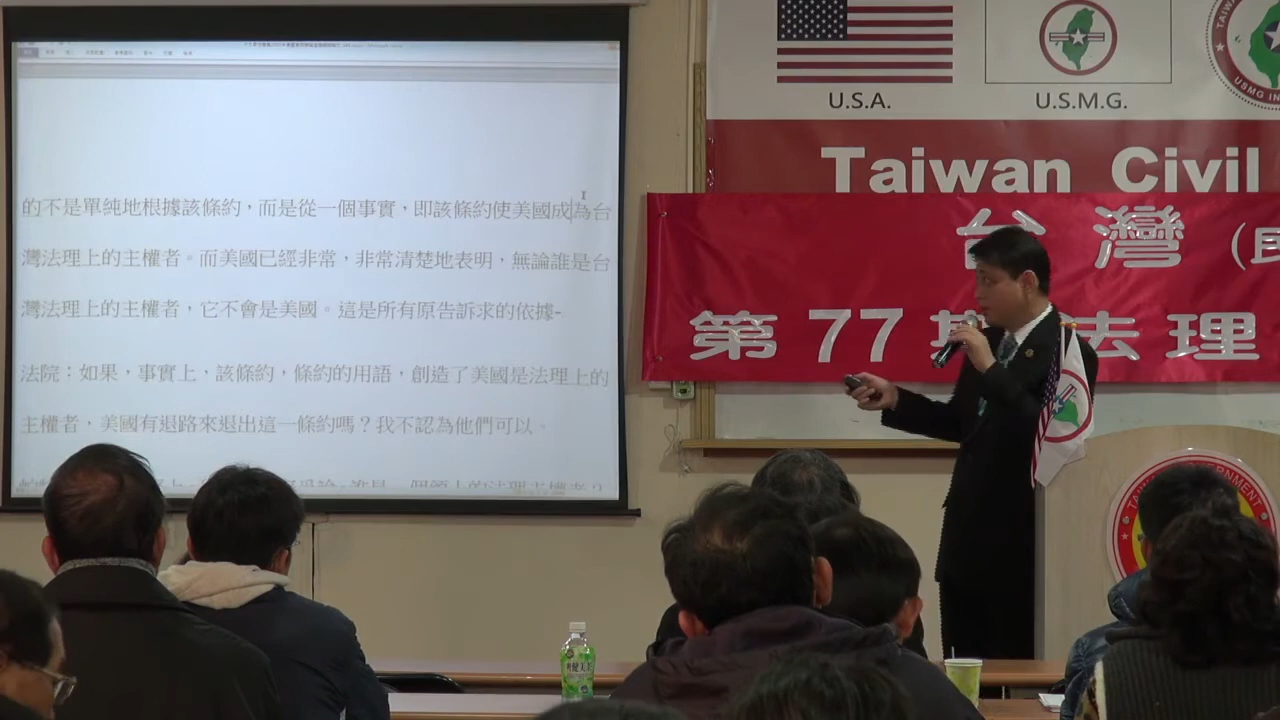 的不是單純地根據該條約，而是從一個事實，即該條約使美國成為台
灣法理上的主權者。而美國已經非常，非常清楚地表明，無論誰是台
灣法理上的主權者，它不會是美國。這是所有原告訴求的依據-
法院：如果，事實上，該條約，條約的用語，創造了美國是法理上的
主權者，美國有退路來退出這一條約嗎？我不認為他們可以。
U.S.A.
U.S.M.G.
USMG IN
Taiwan Civil
台灣（民
第77期法理